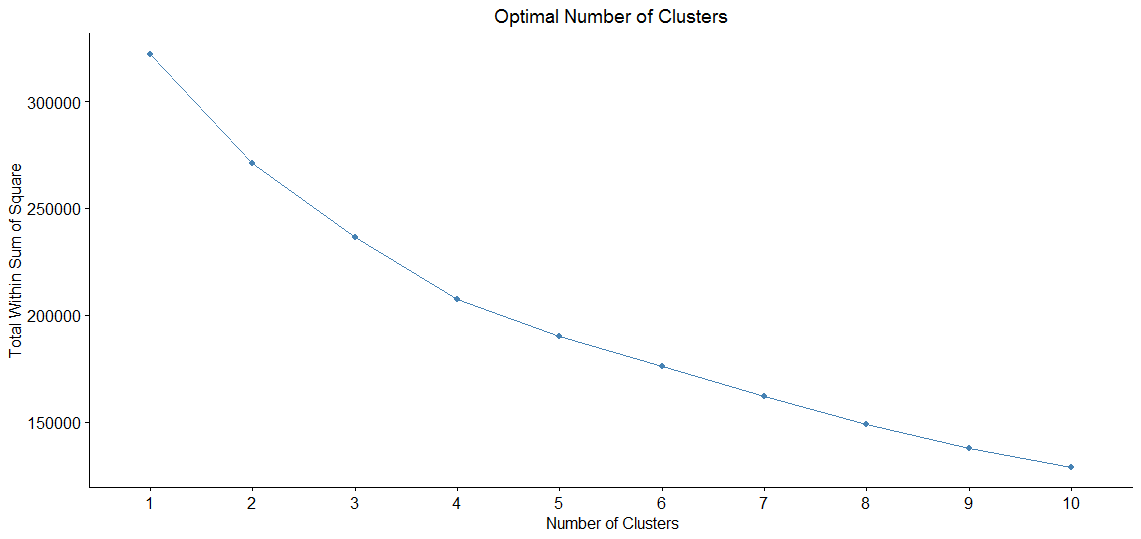 Optimal Number of Clusters
Total Within Sum of Square
300000
250000
200000
150000
1 2 3 4 5 6 7 8 9 10
Number of Clusters